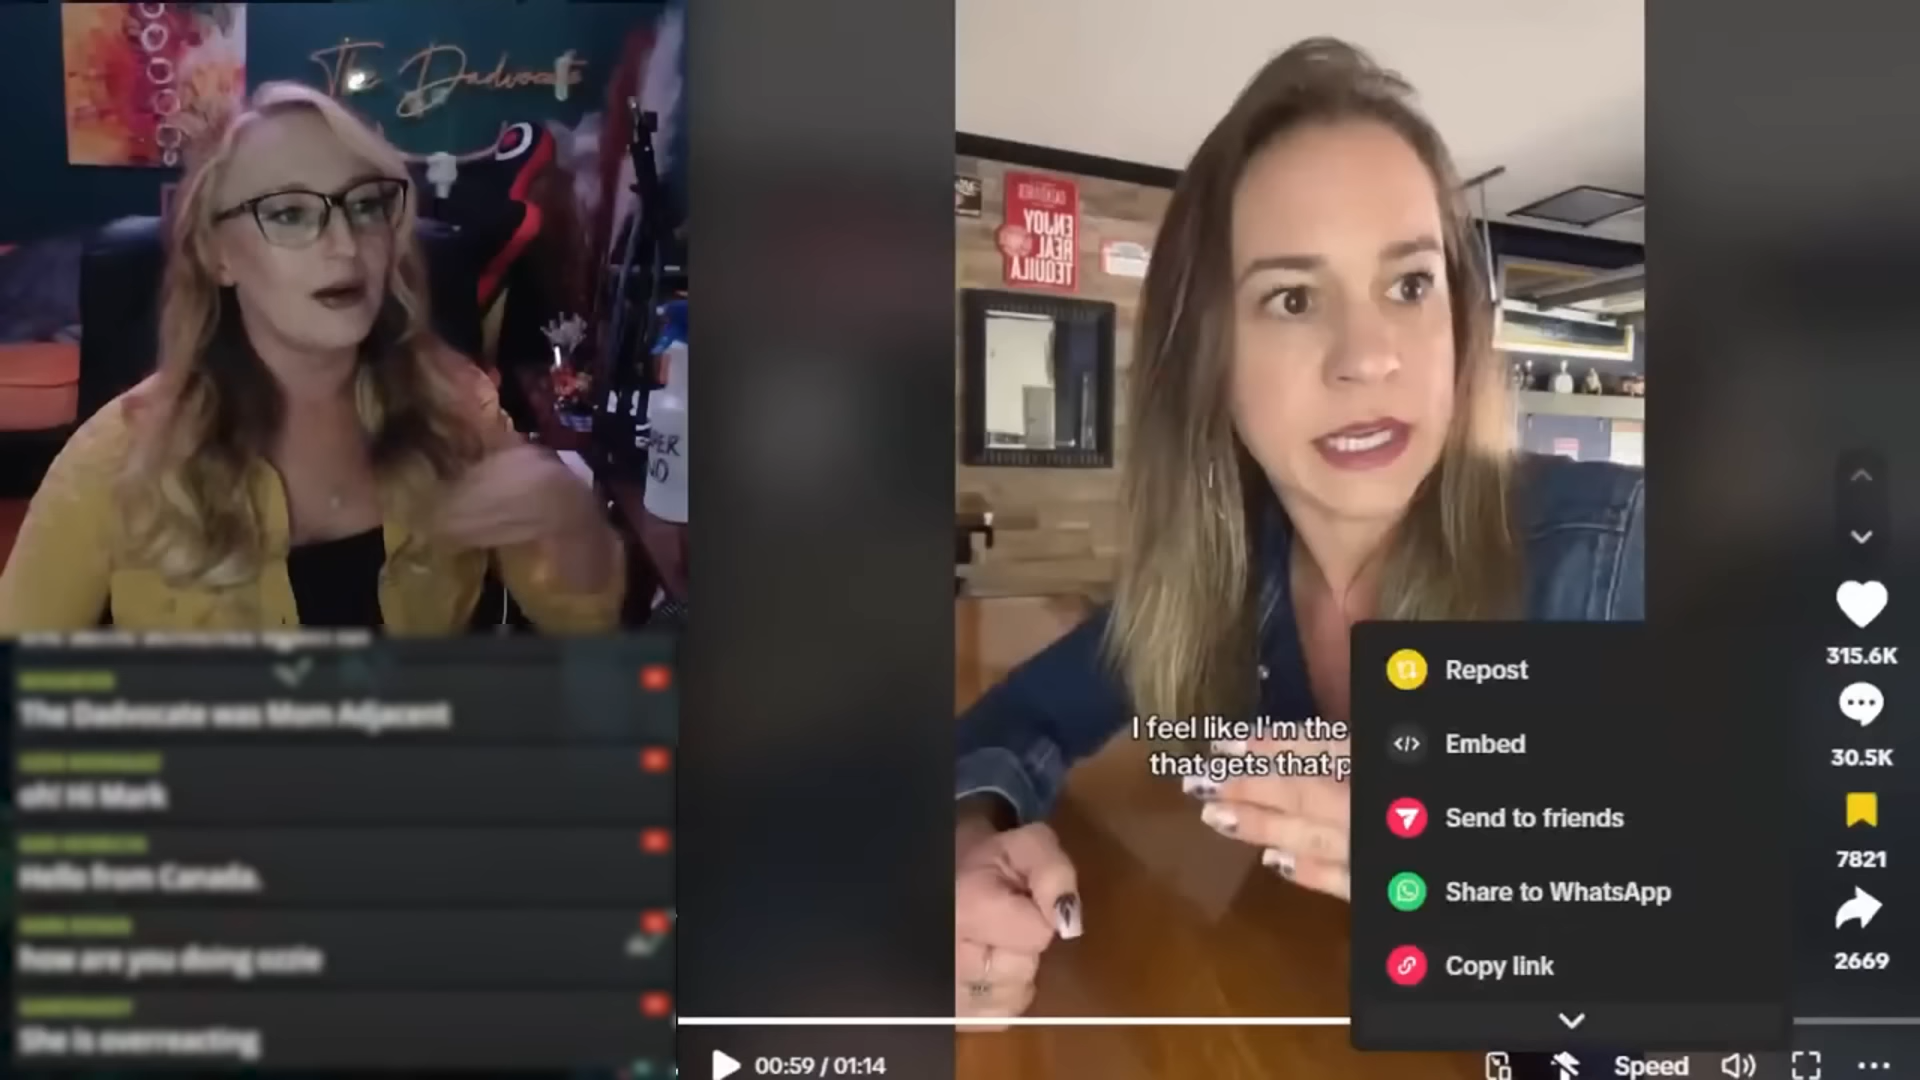 The Dadvocate
The Dadvocate was Mom Adjacent
oh! Hi Mark
Hello from Canada.
how are you doing ozzie
She is overreacting
ENJOY
REAL
TEQUILA
I feel like I'm the
that gets that p
Repost
Embed
Send to friends
Share to WhatsApp
Copy link
315.6K
30.5K
7821
2669
00:59 / 01:14
Speed